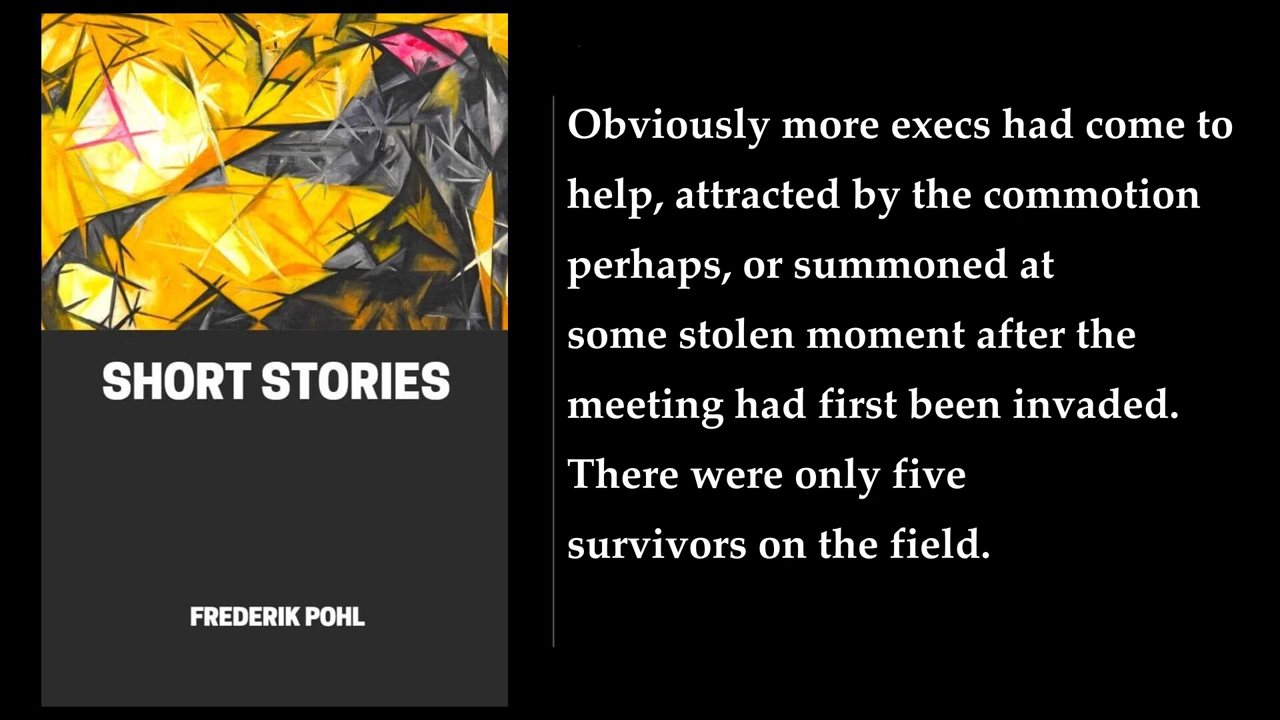 SHORT STORIES
FREDERIK POHL
Obviously more execs had come to
help, attracted by the commotion
perhaps, or summoned at
some stolen moment after the
meeting had first been invaded.
There were only five
survivors on the field.